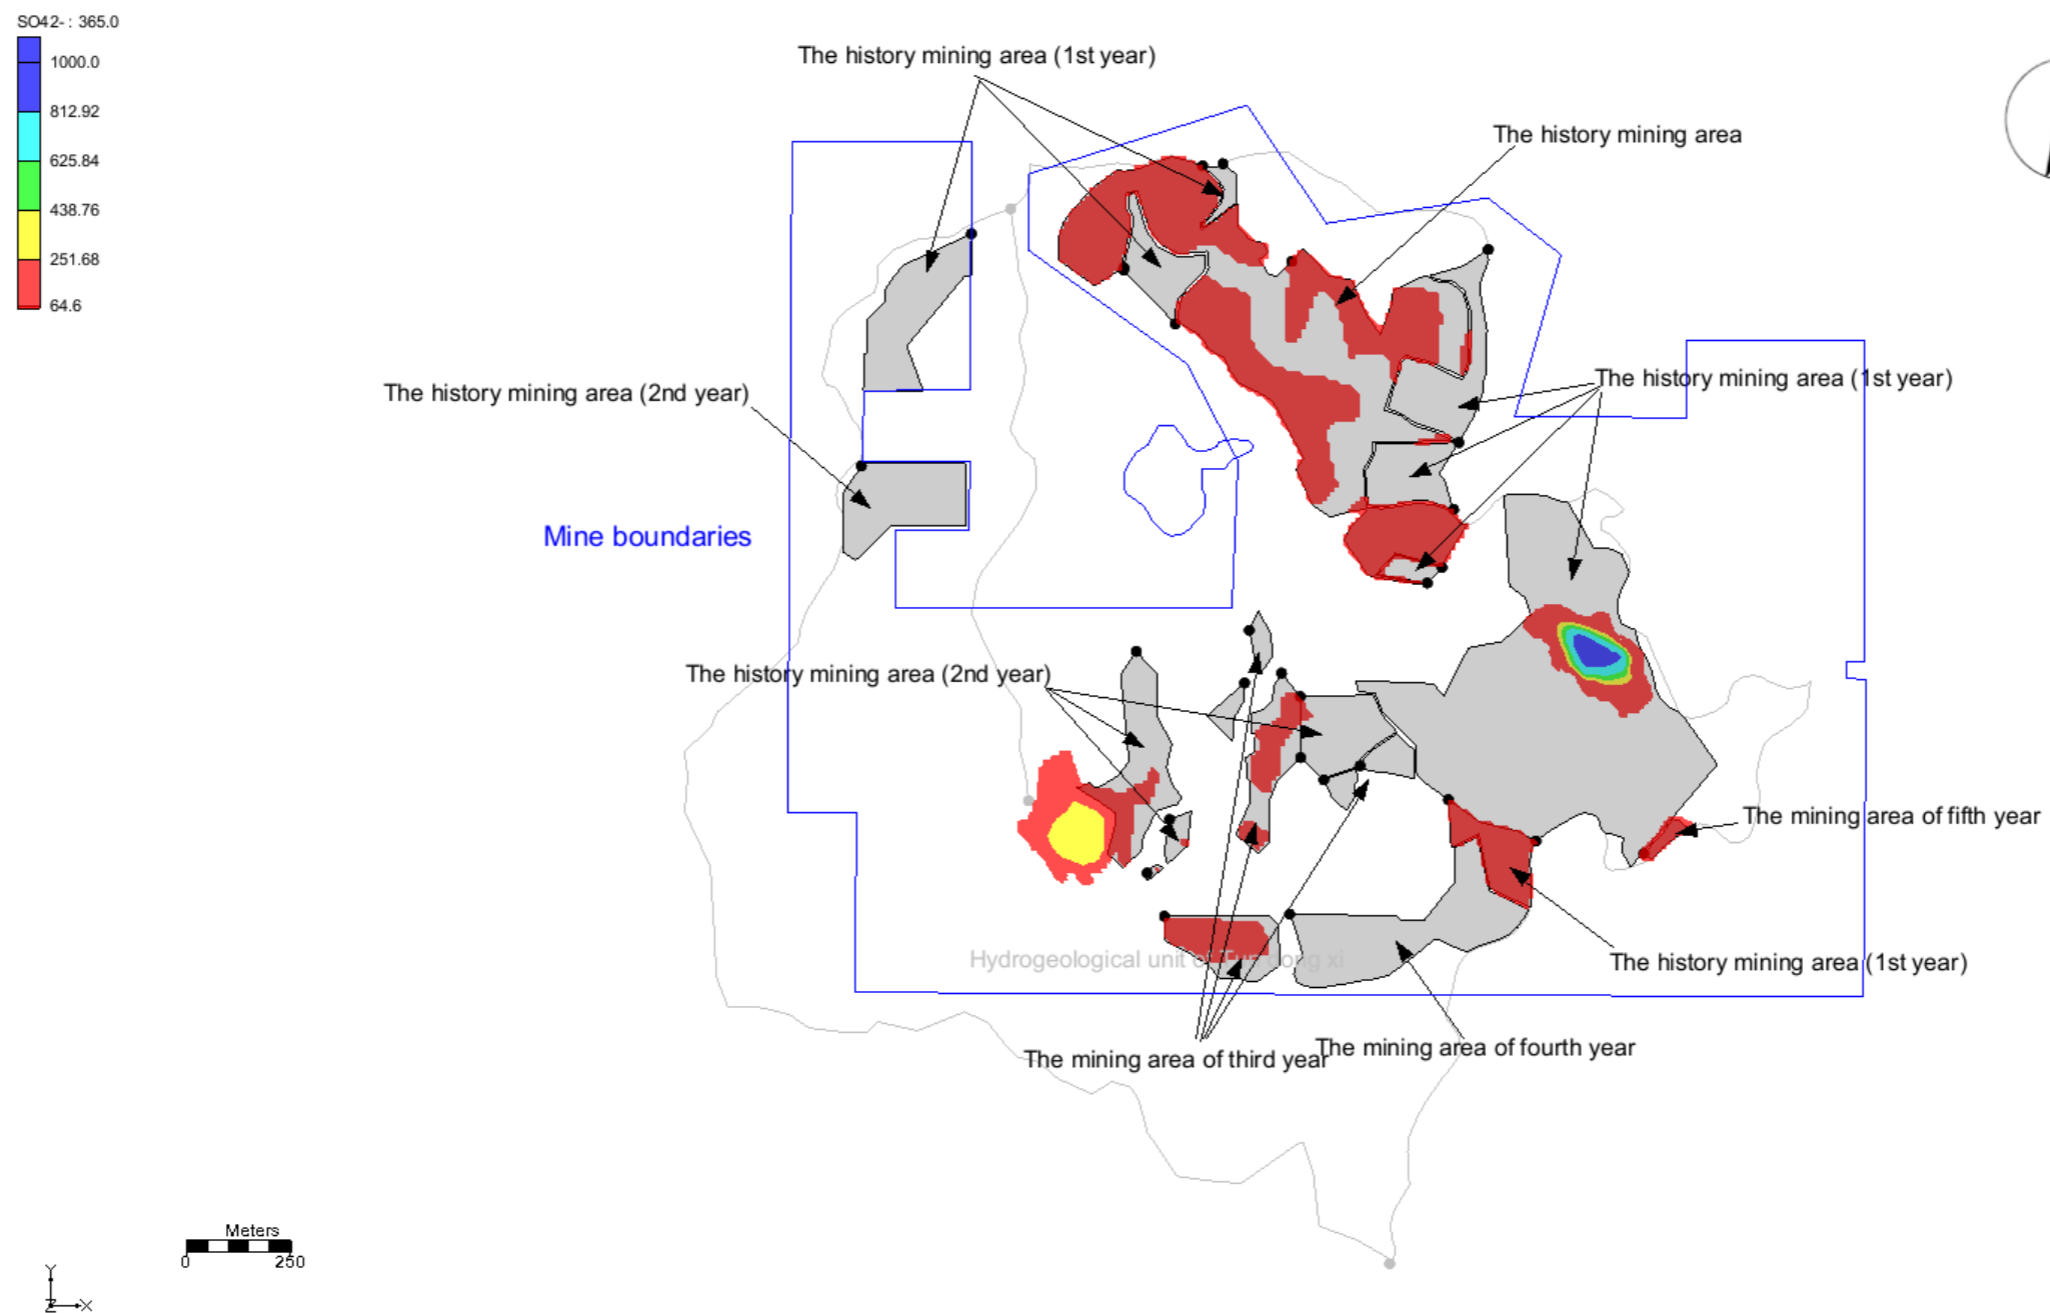 SO42- : 365.0
1000.0
812.92
625.84
438.76
251.68
64.6
The history mining area (1st year)
The history mining area
The history mining area (1st year)
The history mining area (2nd year)
Mine boundaries
The history mining area (2nd year)
The mining area of fifth year
Hydrogeological unit dong xi
The history mining area (1st year)
The mining area of fourth year
The mining area of third year
Meters
0 250
Y
Z X